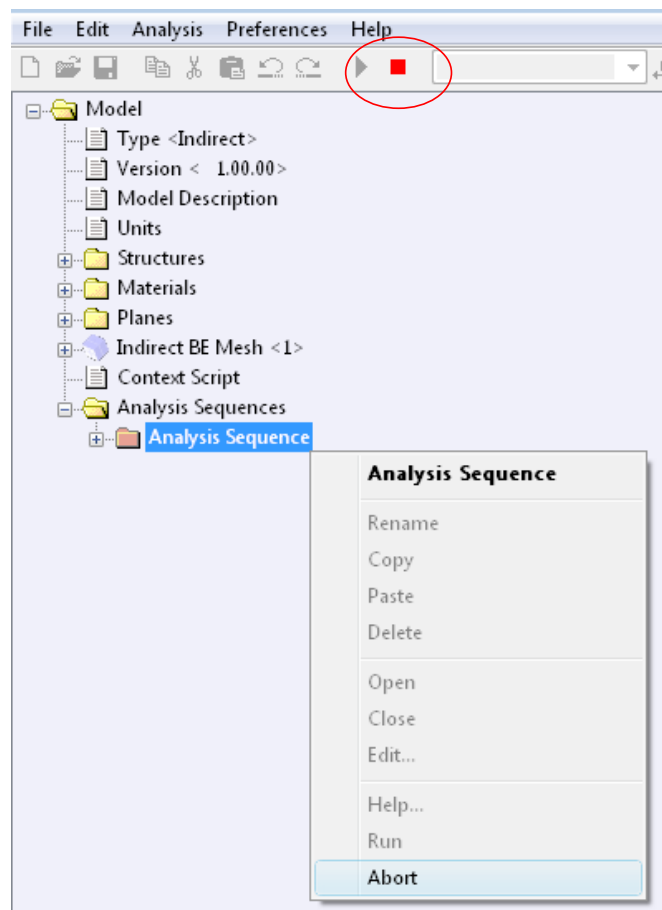 File Edit Analysis Preferences Help
Model
Type <Indirect>
Version <  1.00.00>
Model Description
Units
Structures
Materials
Planes
Indirect BE Mesh <1>
Context Script
Analysis Sequences
Analysis Sequence
Analysis Sequence
Rename
Copy
Paste
Delete
Open
Close
Edit...
Help...
Run
Abort